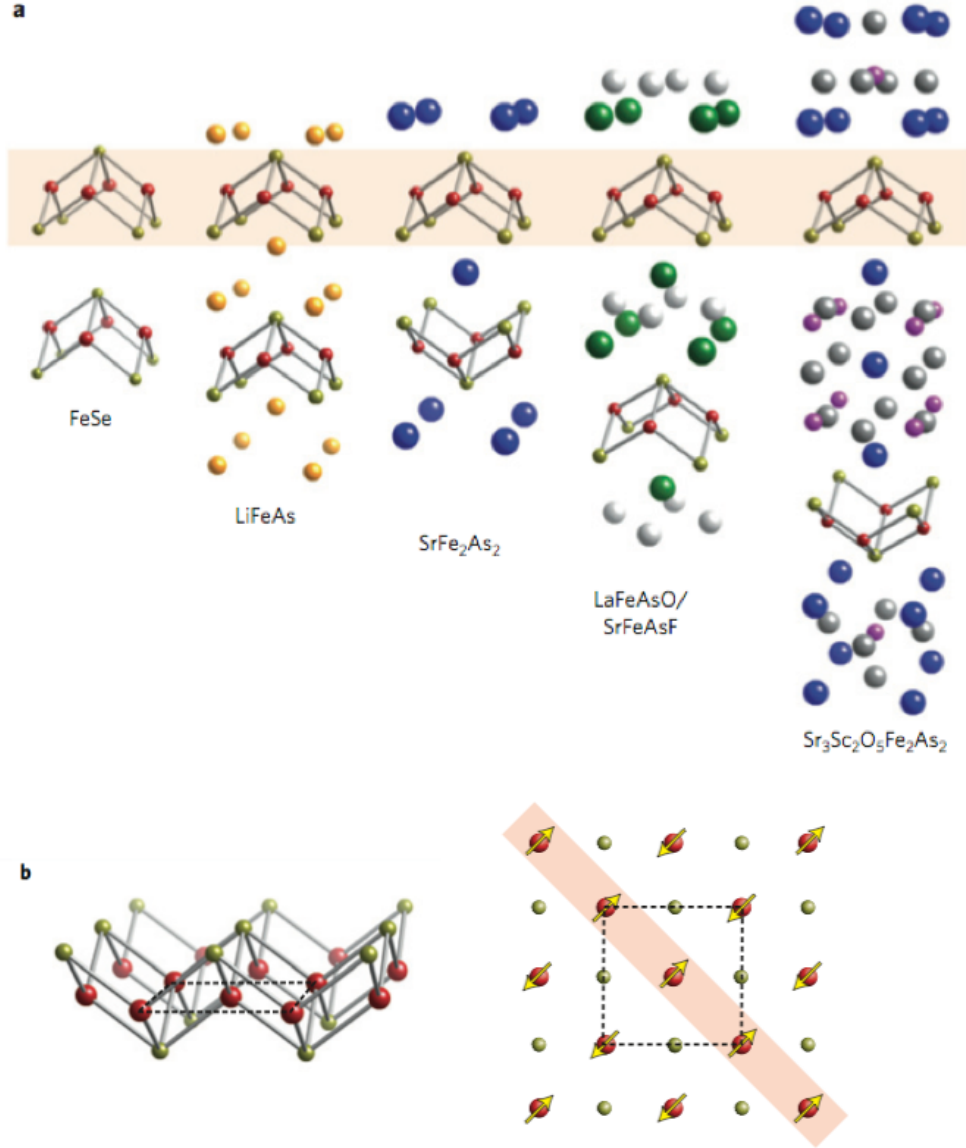 a
FeSe
LiFeAs
SrFe₂As₂
LaFeAsO/
SrFeAsF
Sr₃Sc₂O₅Fe₂As₂
b